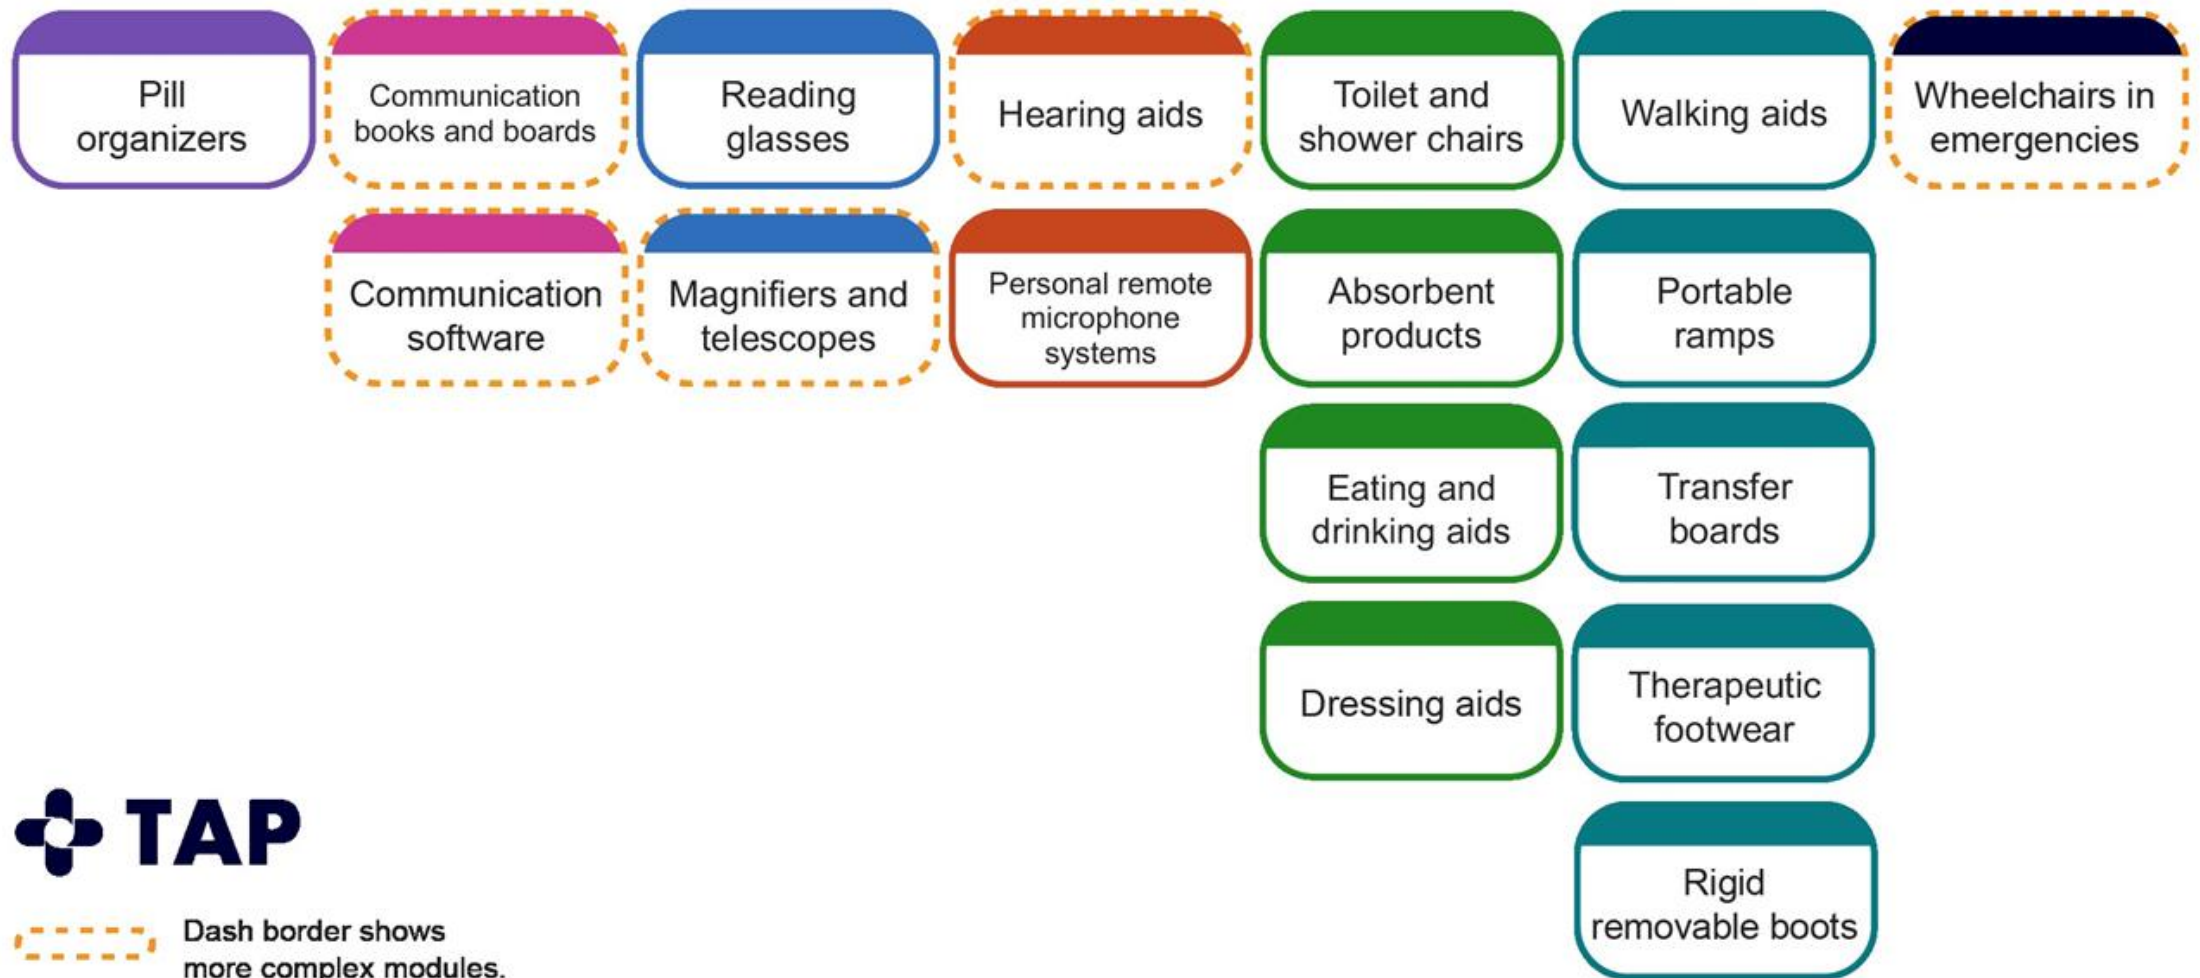 Pill
organizers
Communication
books and boards
Reading
glasses
Hearing aids
Toilet and
shower chairs
Walking aids
Wheelchairs in
emergencies
Communication
software
Magnifiers and
telescopes
Personal remote
microphone
systems
Absorbent
products
Portable
ramps
Eating and
drinking aids
Transfer
boards
Dressing aids
Therapeutic
footwear
Rigid
removable boots
TAP
Dash border shows
more complex modules.